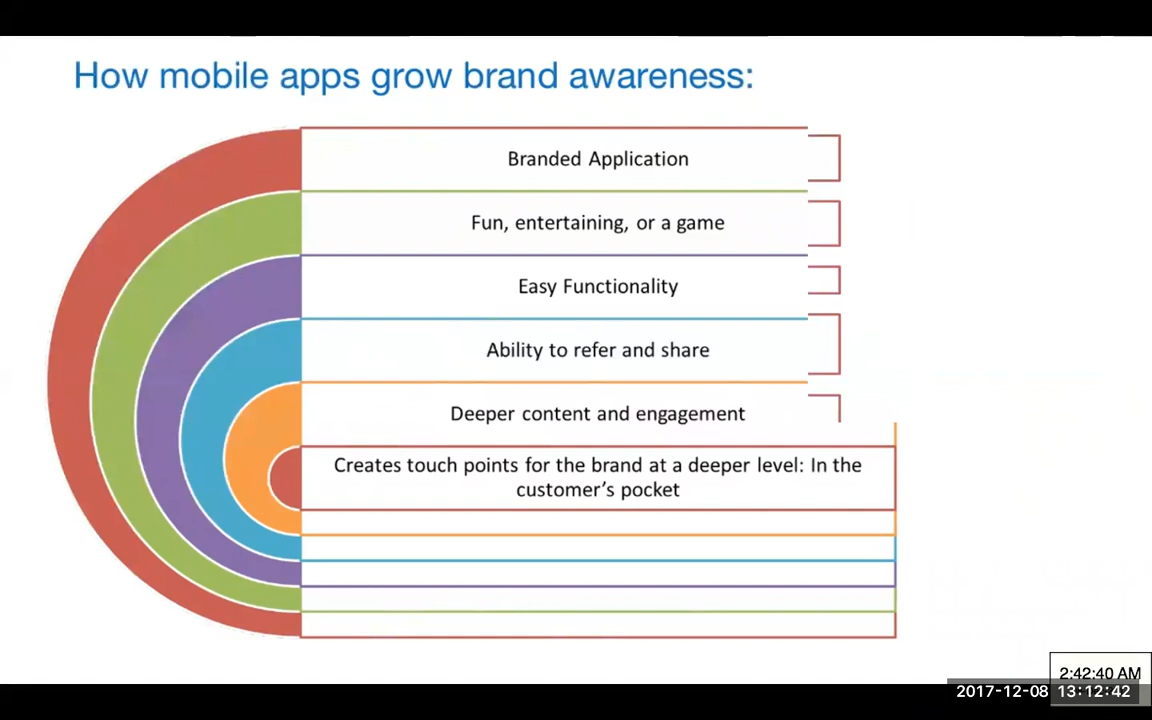 How mobile apps grow brand awareness:
Branded Application
Fun, entertaining, or a game
Easy Functionality
Ability to refer and share
Deeper content and engagement
Creates touch points for the brand at a deeper level: In the
customer’s pocket
2:42:40 AM
2017-12-08 13:12:42